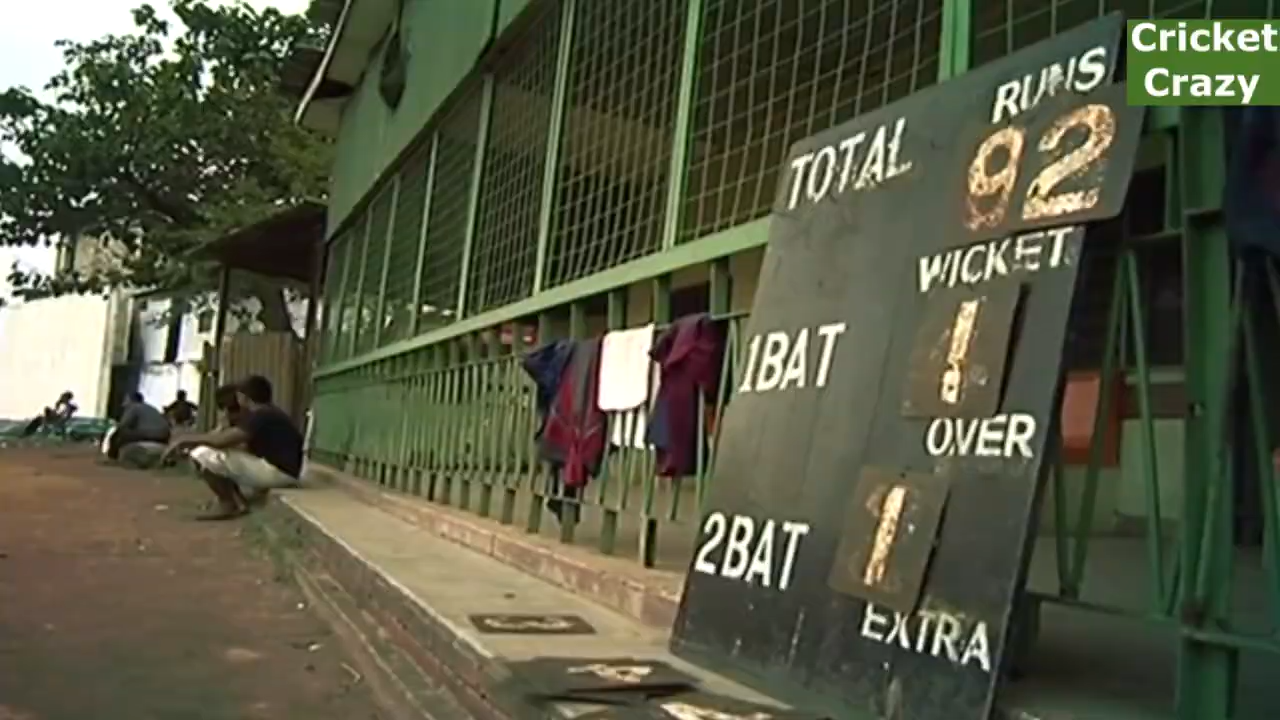 Cricket
Crazy
RUNS
TOTAL 92
WICKET
1BAT 1
OVER
2BAT 1
EXTRA